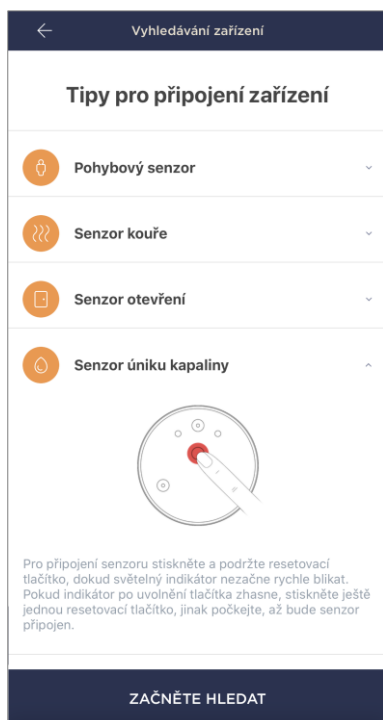 Vyhledávání zařízení
Tipy pro připojení zařízení
Pohybový senzor
Senzor kouře
Senzor otevření
Senzor úniku kapaliny
Pro připojení senzoru stiskněte a podržte resetovací
tlačítko, dokud světelný indikátor nezačne rychle blikat.
Pokud indikátor po uvolnění tlačítka zhasne, stiskněte ještě
jednou resetovací tlačítko, jinak počkejte, až bude senzor
připojen.
ZAČNĚTE HLEDAT